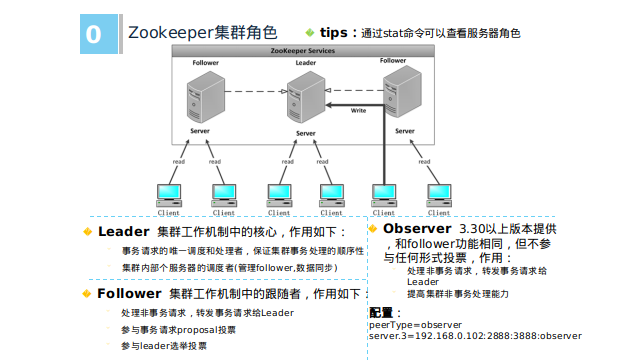 0
Zookeeper集群角色
tips：通过stat命令可以查看服务器角色
ZooKeeper Services
Follower
Leader
Follower
Write
Server
Server
Server
read
read
read
read
read
Client
Client
Client
Client
Client
Client
Leader 集群工作机制中的核心，作用如下：
事务请求的唯一调度和处理者，保证集群事务处理的顺序性
集群内部个服务器的调度者(管理follower,数据同步)
Follower 集群工作机制中的跟随者，作用如下：
处理非事务请求，转发事务请求给Leader
参与事务请求proposal投票
参与leader选举投票
Observer 3.30以上版本提供
，和follower功能相同，但不参
与任何形式投票，作用：
处理非事务请求，转发事务请求给
Leader
提高集群非事务处理能力
配置：
peerType=observer
server.3=192.168.0.102:2888:3888:observer